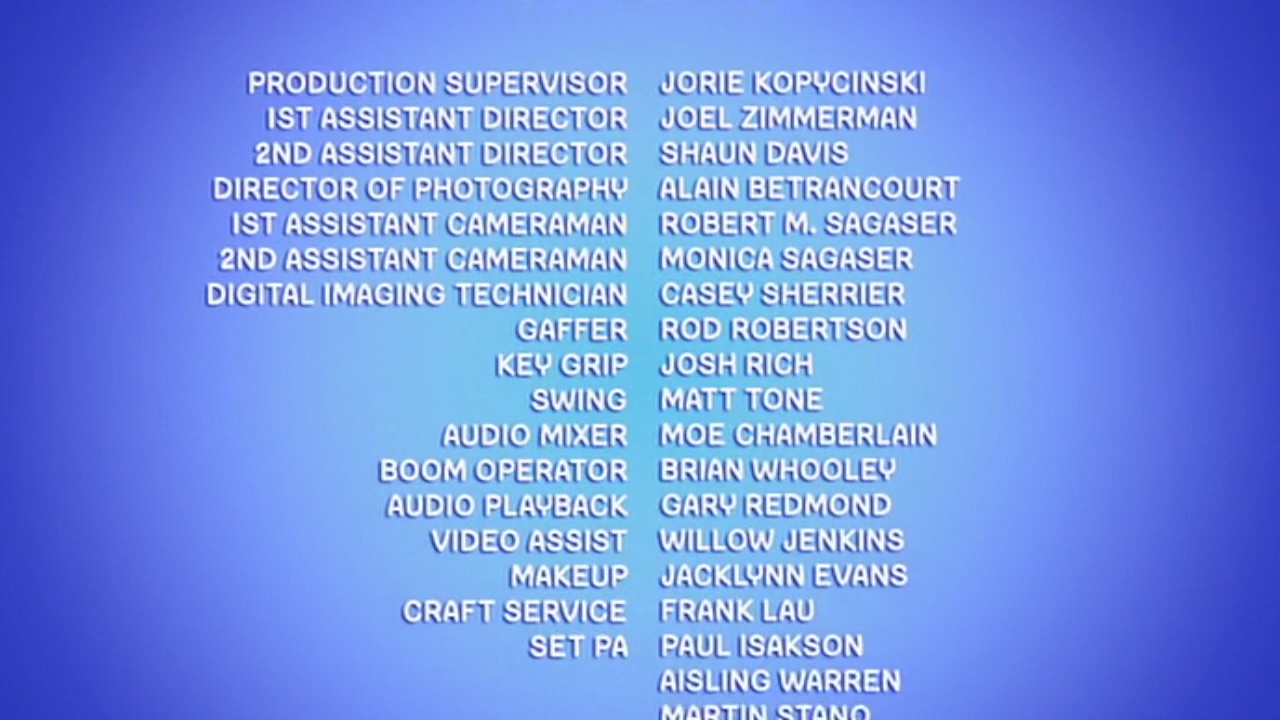 PRODUCTION SUPERVISOR JORIE KOPYCINSKI
1ST ASSISTANT DIRECTOR JOEL ZIMMERMAN
2ND ASSISTANT DIRECTOR SHAUN DAVIS
DIRECTOR OF PHOTOGRAPHY ALAIN BETRANCOURT
1ST ASSISTANT CAMERAMAN ROBERT M. SAGASER
2ND ASSISTANT CAMERAMAN MONICA SAGASER
DIGITAL IMAGING TECHNICIAN CASEY SHERRIER
GAFFER ROD ROBERTSON
KEY GRIP JOSH RICH
SWING MATT TONE
AUDIO MIXER MOE CHAMBERLAIN
BOOM OPERATOR BRIAN WHOOLEY
AUDIO PLAYBACK GARY REDMOND
VIDEO ASSIST WILLOW JENKINS
MAKEUP JACKLYNN EVANS
CRAFT SERVICE FRANK LAU
SET PA PAUL ISAKSON
AISLING WARREN
MARTIN STANO